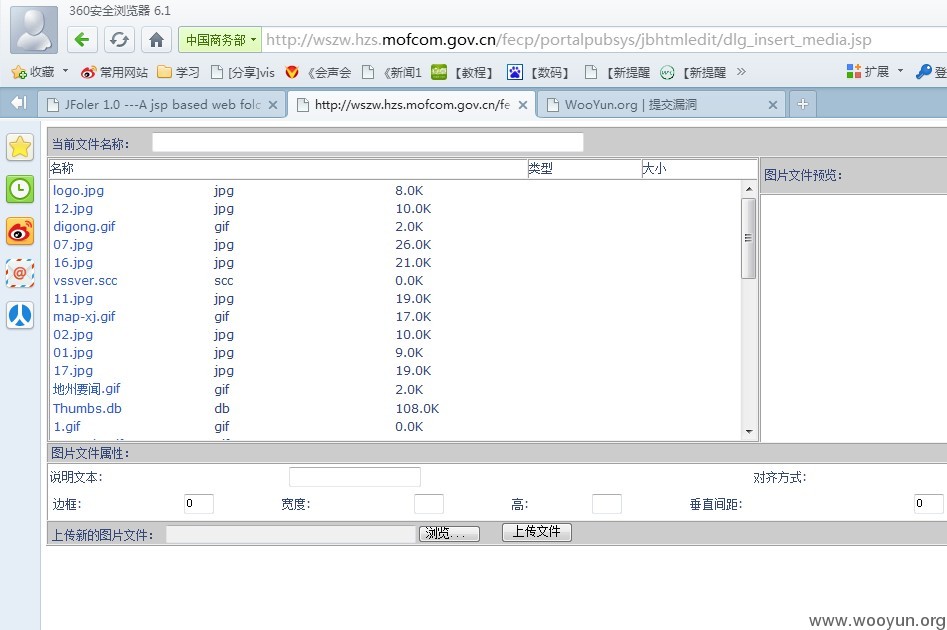 360安全浏览器 6.1
中国商务部 http://wszw.hzs.mofcom.gov.cn/fecp/portalpubsys/jbhtmledit/dlg_insert_media.jsp
收藏 常用网站 学习 [分享]vis 《会声会 《新闻1 【教程】 【数码】 【新提醒 【新提醒 » 扩展 登
JFoler 1.0 ---A jsp based web folc http://wszw.hzs.mofcom.gov.cn/fe WooYun.org | 提交漏洞
当前文件名称:
名称 类型 大小 图片文件预览:
logo.jpg jpg 8.0K
12.jpg jpg 10.0K
digong.gif gif 2.0K
07.jpg jpg 26.0K
16.jpg jpg 21.0K
vssver.scc scc 0.0K
11.jpg jpg 19.0K
map-xj.gif gif 17.0K
02.jpg jpg 10.0K
01.jpg jpg 9.0K
17.jpg jpg 19.0K
地州要闻.gif gif 2.0K
Thumbs.db db 108.0K
1.gif gif 0.0K
图片文件属性:
说明文本: 对齐方式:
边框: 0 宽度: 高: 垂直间距: 0
上传新的图片文件: 浏览... 上传文件
www.wooyun.org